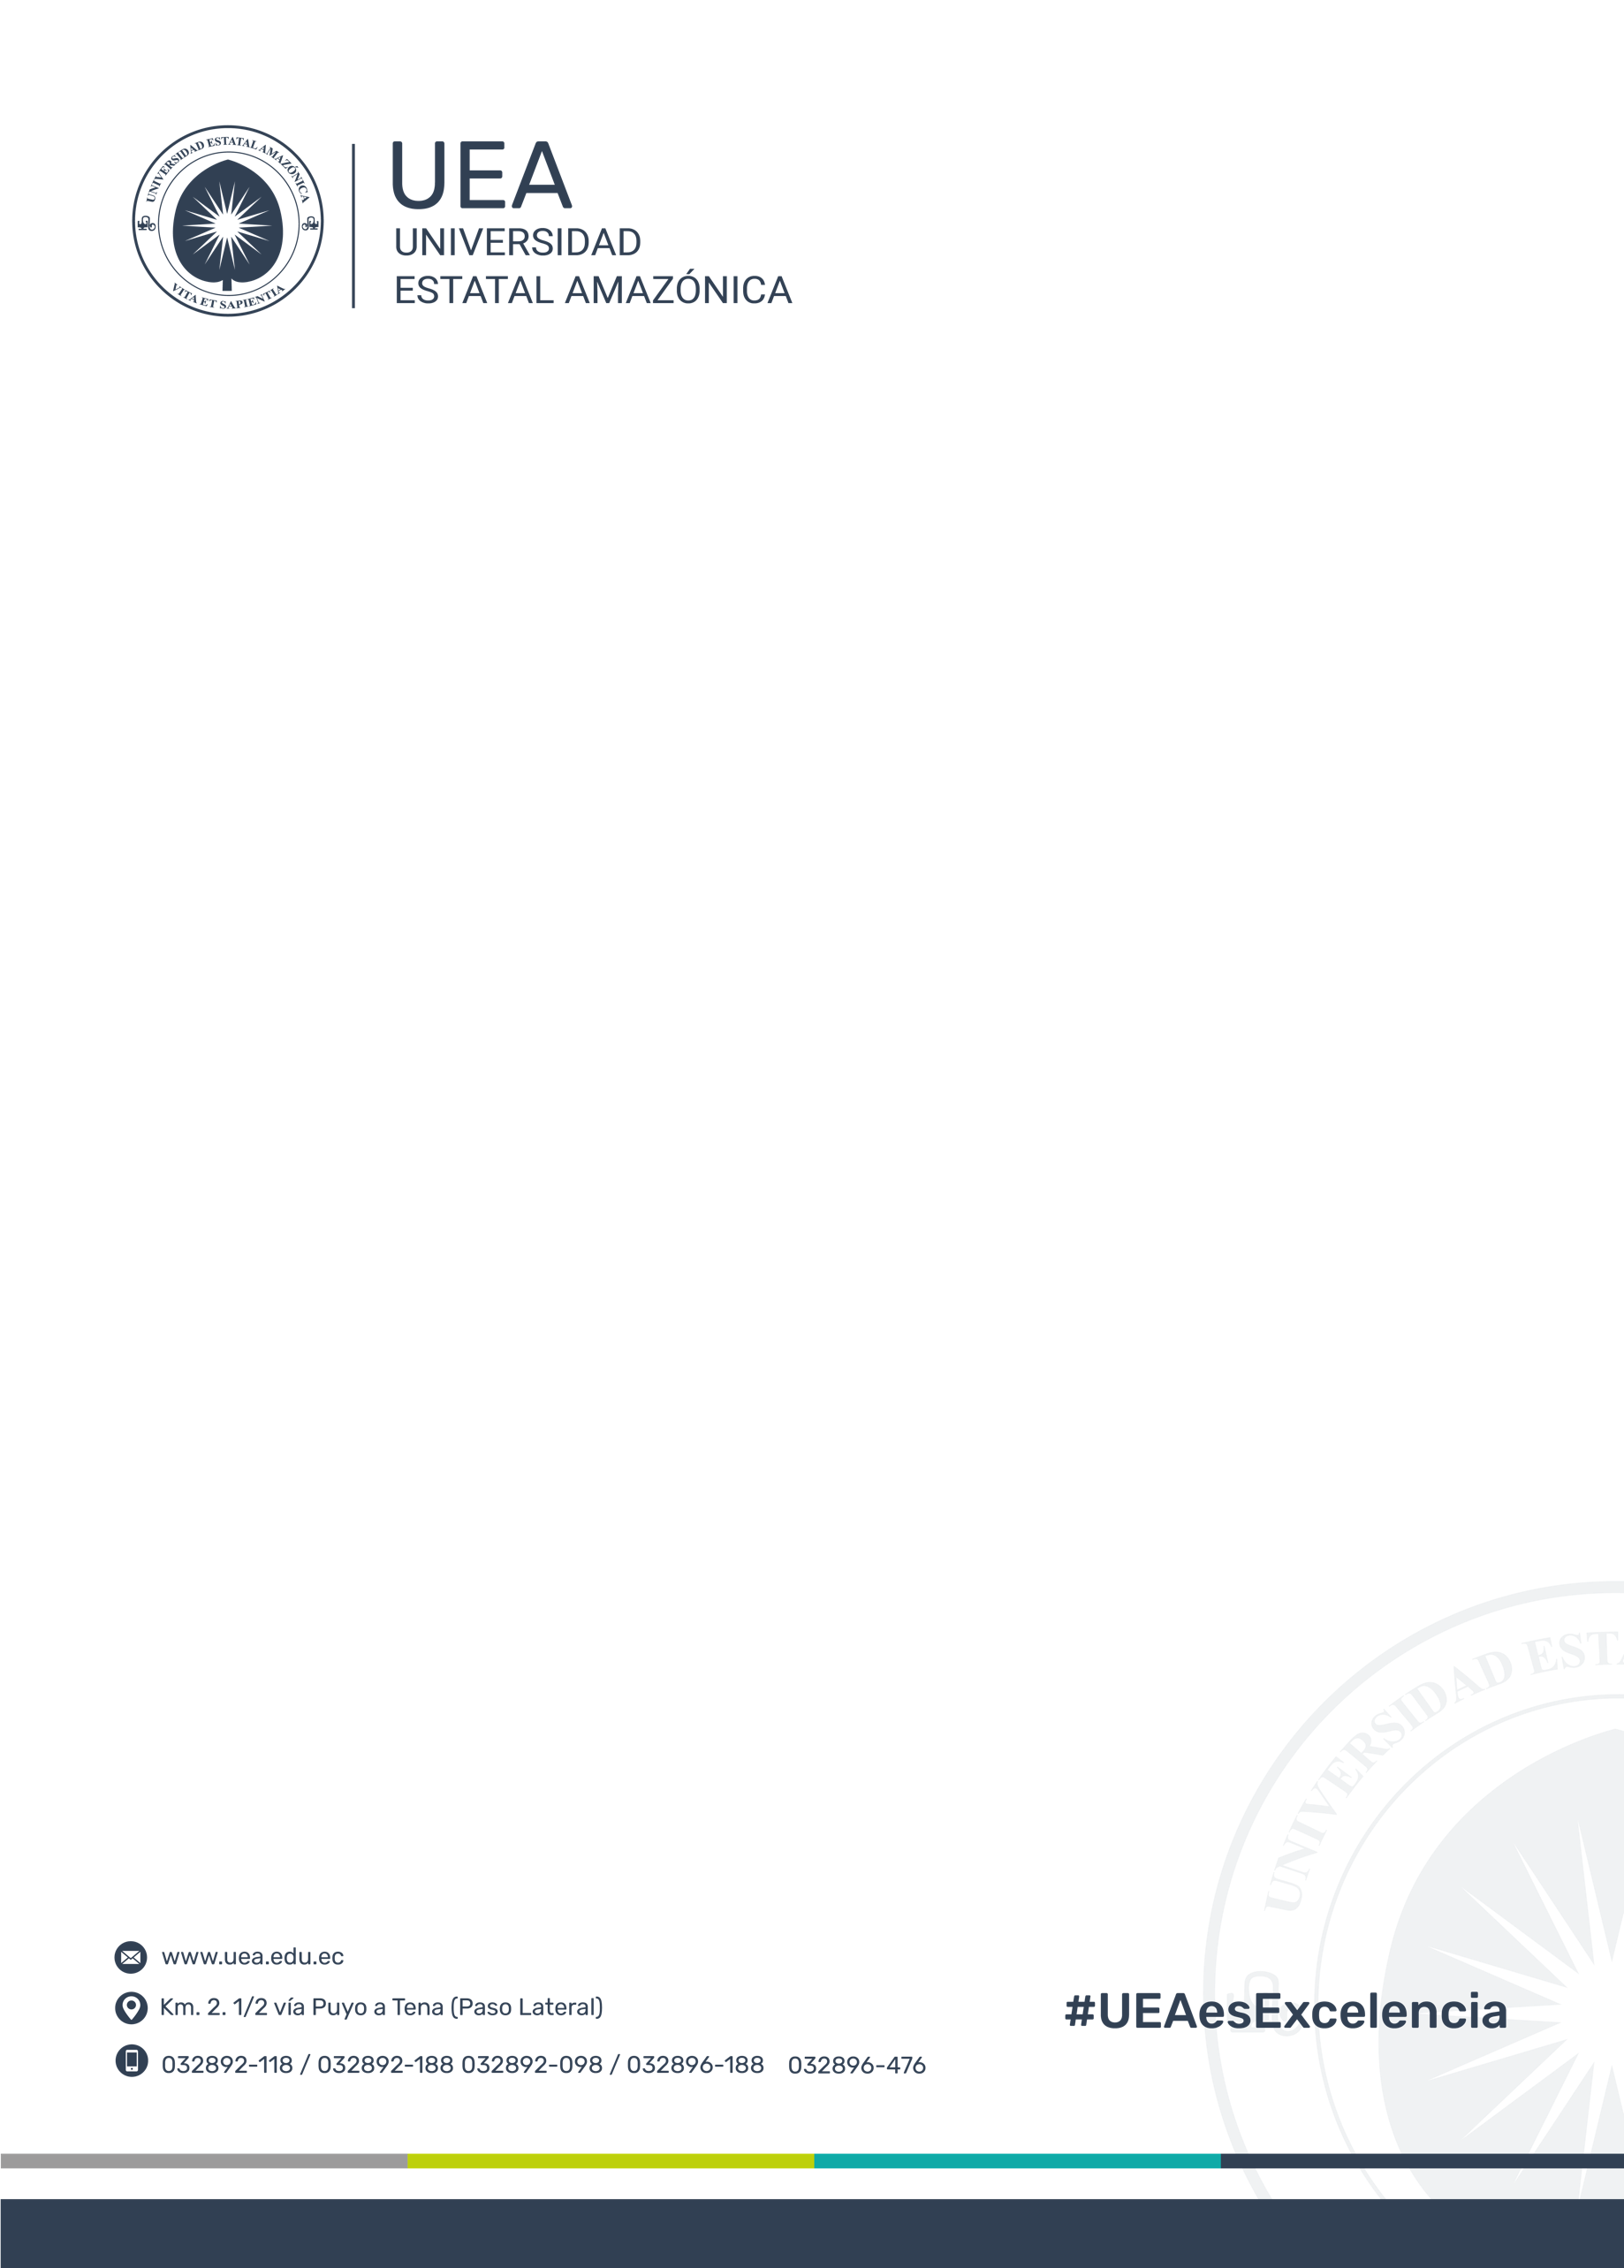 UNIVERSIDAD ESTATAL AMAZÓNICA
VITA ET SAPIENTIA
UEA
UNIVERSIDAD
ESTATAL AMAZÓNICA
UNIVERSIDAD ESTA
www.uea.edu.ec
Km. 2. 1/2 vía Puyo a Tena (Paso Lateral)
#UEAesExcelencia
032892-118 / 032892-188 032892-098 / 032896-188 032896-476